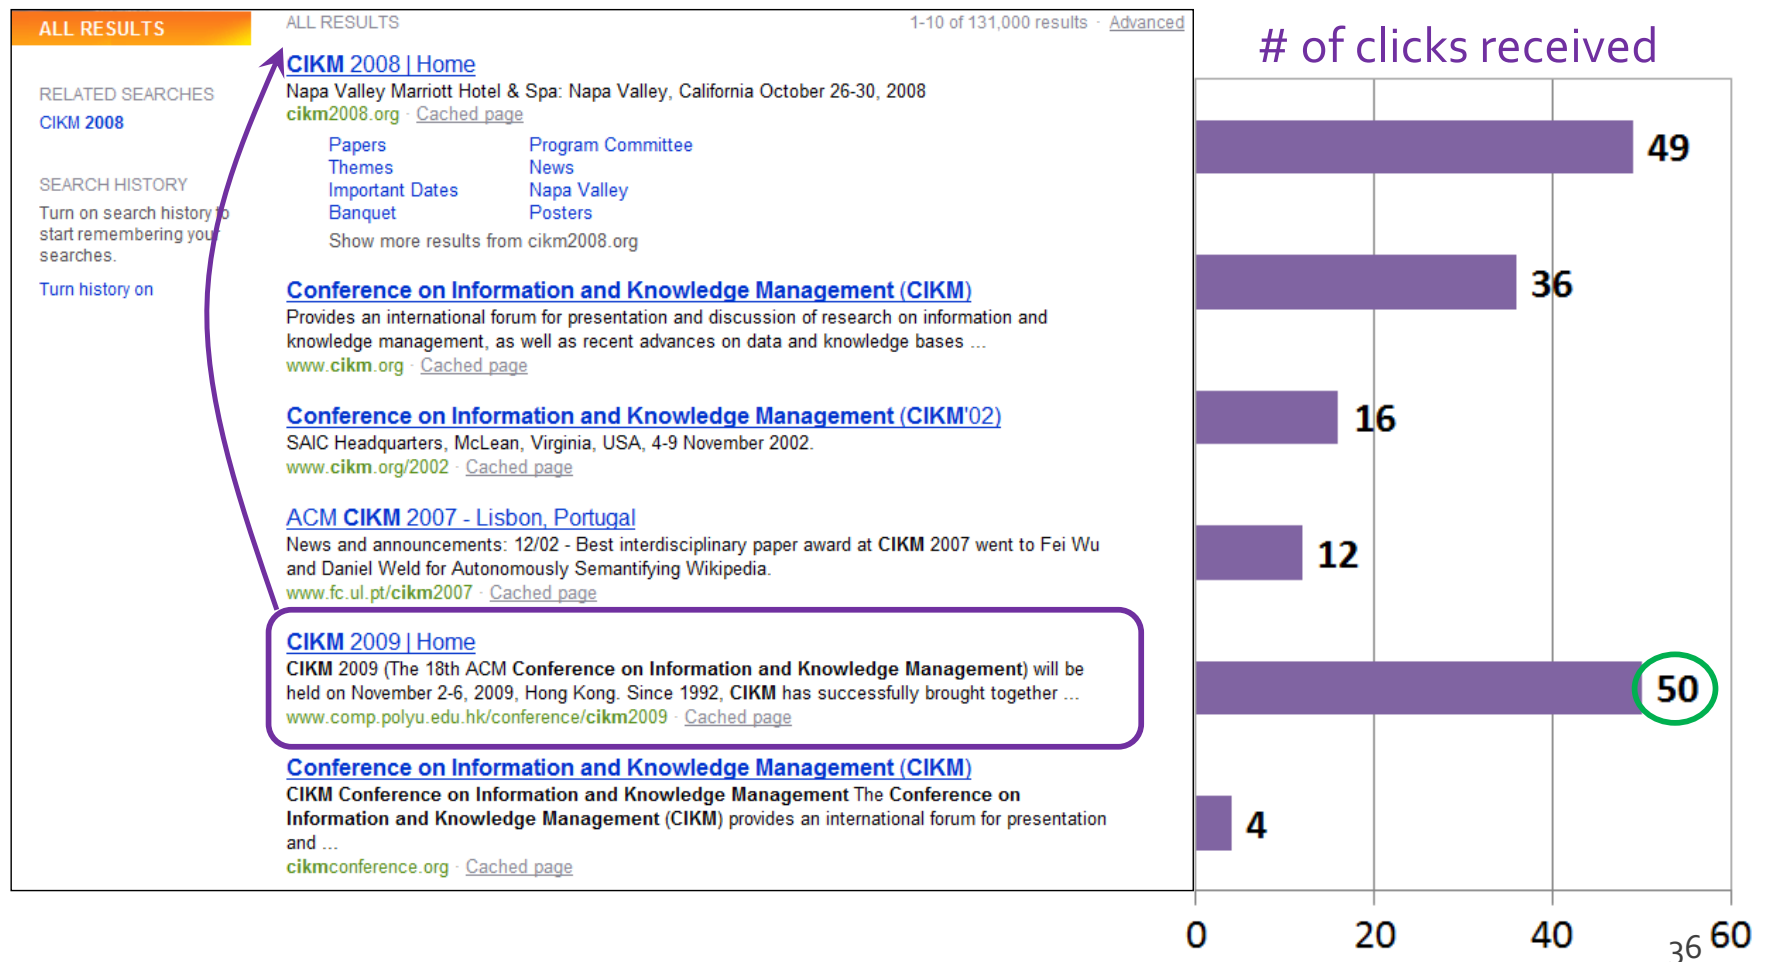 ALL RESULTS
RELATED SEARCHES
CIKM 2008
SEARCH HISTORY
Turn on search history to
start remembering your
searches.
Turn history on
ALL RESULTS
1-10 of 131,000 results · Advanced
CIKM 2008 | Home
Napa Valley Marriott Hotel & Spa: Napa Valley, California October 26-30, 2008
cikm2008.org · Cached page
Papers Program Committee
Themes News
Important Dates Napa Valley
Banquet Posters
Show more results from cikm2008.org
Conference on Information and Knowledge Management (CIKM)
Provides an international forum for presentation and discussion of research on information and
knowledge management, as well as recent advances on data and knowledge bases ...
www.cikm.org · Cached page
Conference on Information and Knowledge Management (CIKM'02)
SAIC Headquarters, McLean, Virginia, USA, 4-9 November 2002.
www.cikm.org/2002 · Cached page
ACM CIKM 2007 - Lisbon, Portugal
News and announcements: 12/02 - Best interdisciplinary paper award at CIKM 2007 went to Fei Wu
and Daniel Weld for Autonomously Semantifying Wikipedia.
www.fc.ul.pt/cikm2007 · Cached page
CIKM 2009 | Home
CIKM 2009 (The 18th ACM Conference on Information and Knowledge Management) will be
held on November 2-6, 2009, Hong Kong. Since 1992, CIKM has successfully brought together ...
www.comp.polyu.edu.hk/conference/cikm2009 · Cached page
Conference on Information and Knowledge Management (CIKM)
CIKM Conference on Information and Knowledge Management The Conference on
Information and Knowledge Management (CIKM) provides an international forum for presentation
and ...
cikmconference.org · Cached page
# of clicks received
49
36
16
12
50
4
0 20 40 60
36